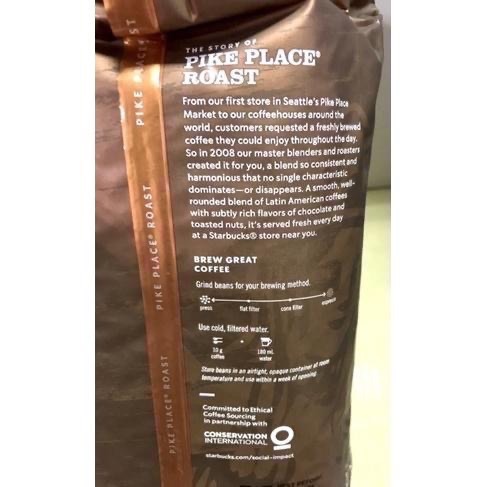 THE STORY OF
PIKE PLACE®
ROAST
From our first store in Seattle's Pike Place
Market to our coffeehouses around the
world, customers requested a freshly brewed
coffee they could enjoy throughout the day.
So in 2008 our master blenders and roasters
created it for you, a blend so consistent and
harmonious that no single characteristic
dominates—or disappears. A smooth, well-
rounded blend of Latin American coffees
with subtly rich flavors of chocolate and
toasted nuts, it's served fresh every day
at a Starbucks® store near you.
BREW GREAT
COFFEE
Grind beans for your brewing method.
press flat filter cone filter espresso
Use cold, filtered water.
10 g + 180 mL
coffee water
Store beans in an airtight, opaque container at room
temperature and use within a week of opening.
Committed to Ethical
Coffee Sourcing
in partnership with
CONSERVATION
INTERNATIONAL
starbucks.com/social-impact
PIKE PLACE® ROAST
PIKE PLACE® ROAST
PIKE PLACE® ROAST